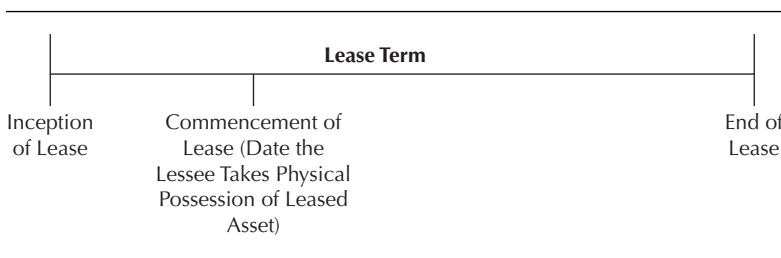 Lease Term
Inception
of Lease
Commencement of
Lease (Date the
Lessee Takes Physical
Possession of Leased
Asset)
End of
Lease